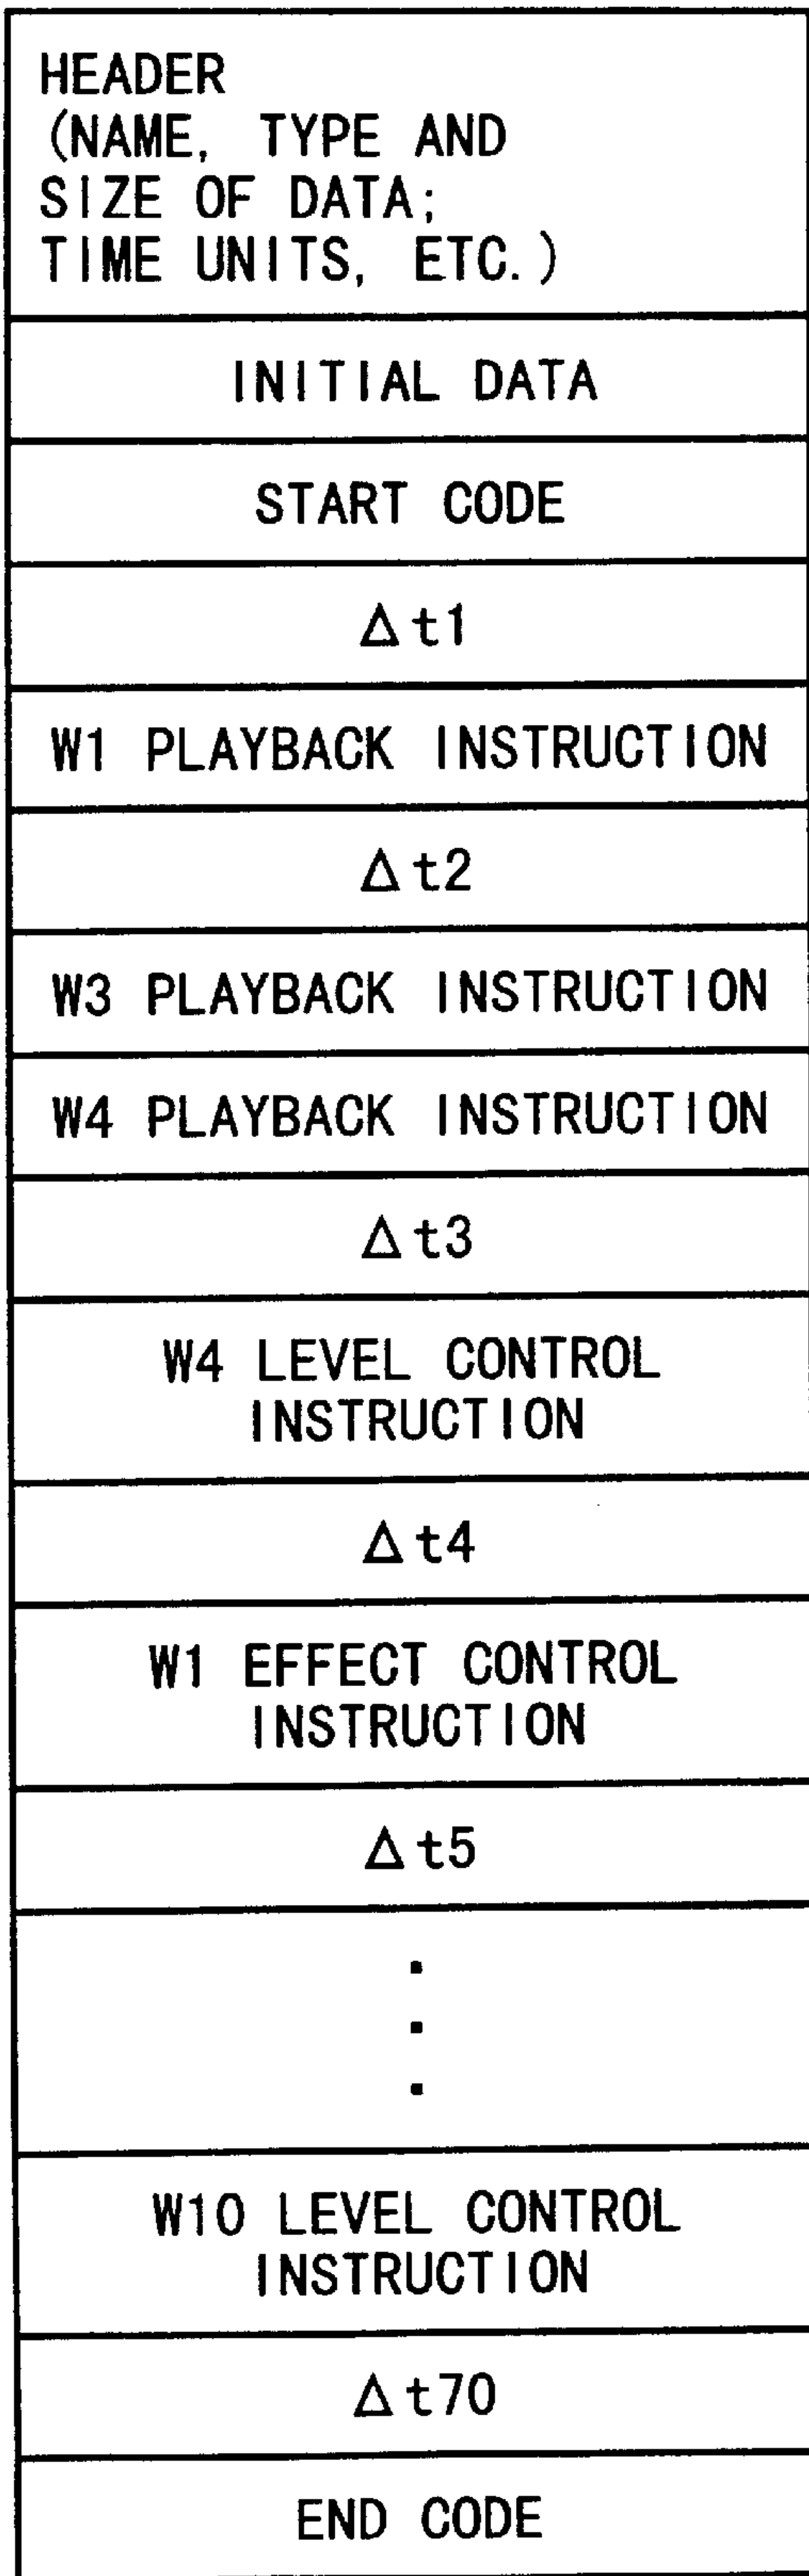 HEADER
(NAME, TYPE AND
SIZE OF DATA;
TIME UNITS, ETC.)
INITIAL DATA
START CODE
Δt1
W1 PLAYBACK INSTRUCTION
Δt2
W3 PLAYBACK INSTRUCTION
W4 PLAYBACK INSTRUCTION
Δt3
W4 LEVEL CONTROL
INSTRUCTION
Δt4
W1 EFFECT CONTROL
INSTRUCTION
Δt5
.
.
.
W10 LEVEL CONTROL
INSTRUCTION
Δt70
END CODE